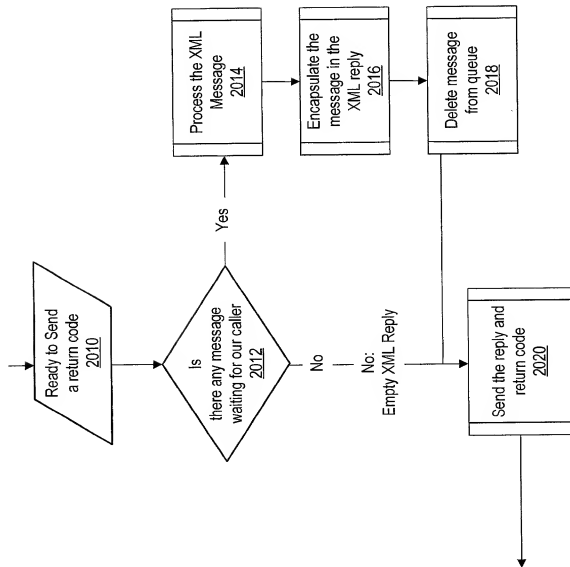 Ready to Send
a return code
2010
Is
there any message
waiting for our caller
2012
Yes
Process the XML
Message
2014
Encapsulate the
message in the
XML reply
2016
Delete message
from queue
2018
No
No:
Empty XML Reply
Send the reply and
return code
2020